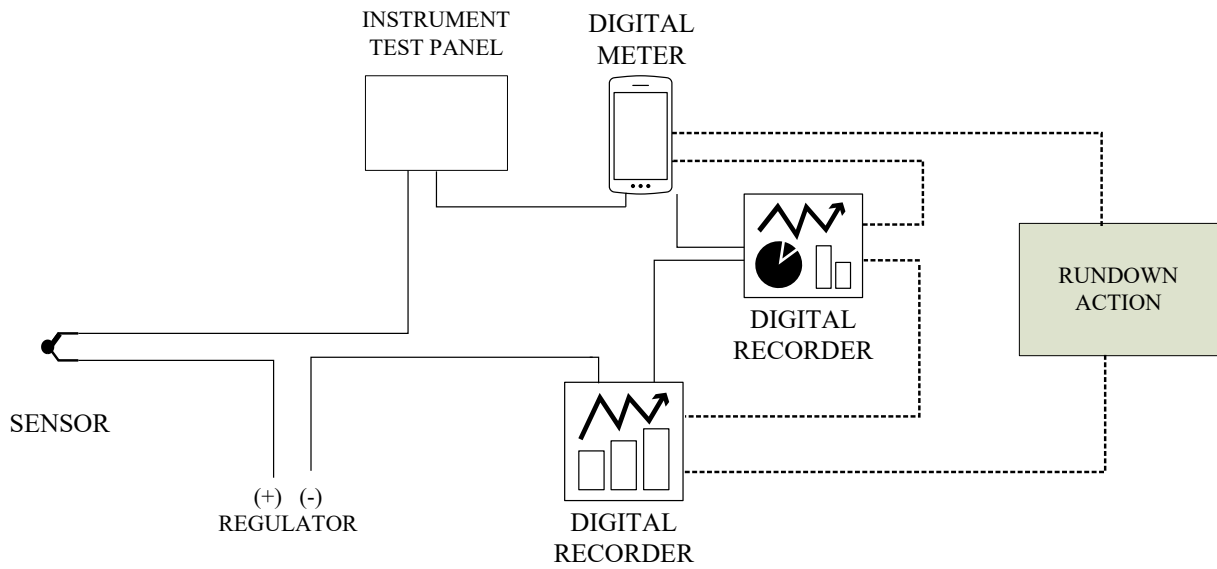 INSTRUMENT
TEST PANEL
DIGITAL
METER
RUNDOWN
ACTION
DIGITAL
RECORDER
SENSOR
(+) (-)
REGULATOR
DIGITAL
RECORDER